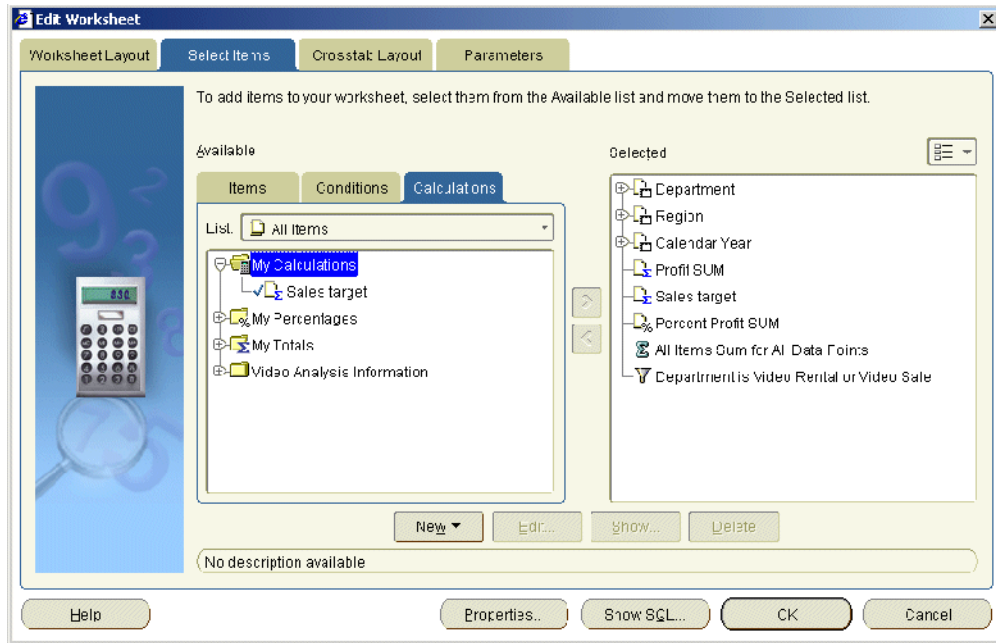 Edit Worksheet
Worksheet Layout Select Items Crosstab Layout Parameters
To add items to your worksheet, select them from the Available list and move them to the Selected list.
Available
Selected
Items Conditions Calculations
List. All Items
My Calculations
Sales target
My Percentages
My Totals
Video Analysis Information
Department
Region
Calendar Year
Profit SUM
Sales target
Percent Profit SUM
All Items Sum for All Data Points
Department is Video Rental or Video Sale
830
New Edit... Show... Delete
No description available
Help Properties.. Show SQL... OK Cancel